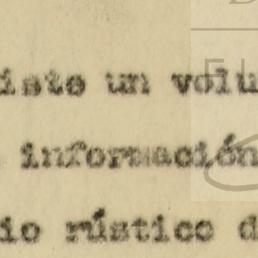 iste un volu
información
io rústico d